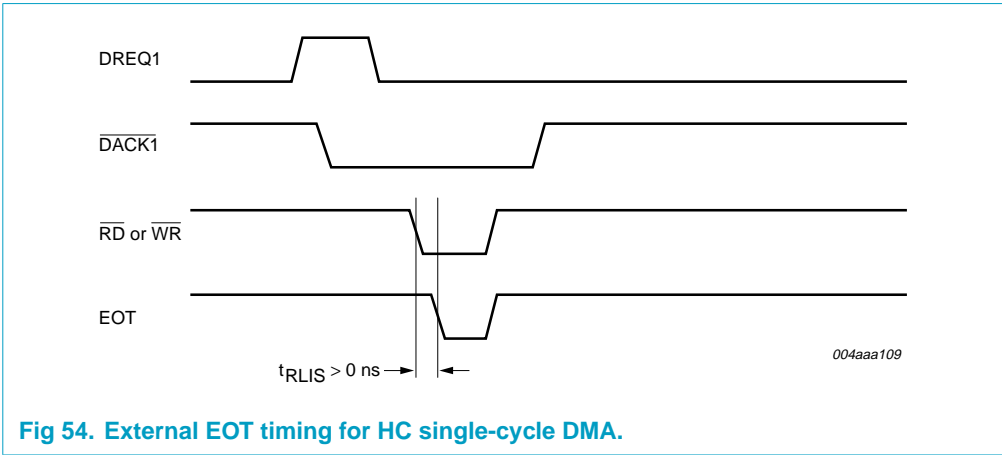 DREQ1
DACK1
RD or WR
EOT
tRLIS > 0 ns
004aaa109
Fig 54. External EOT timing for HC single-cycle DMA.